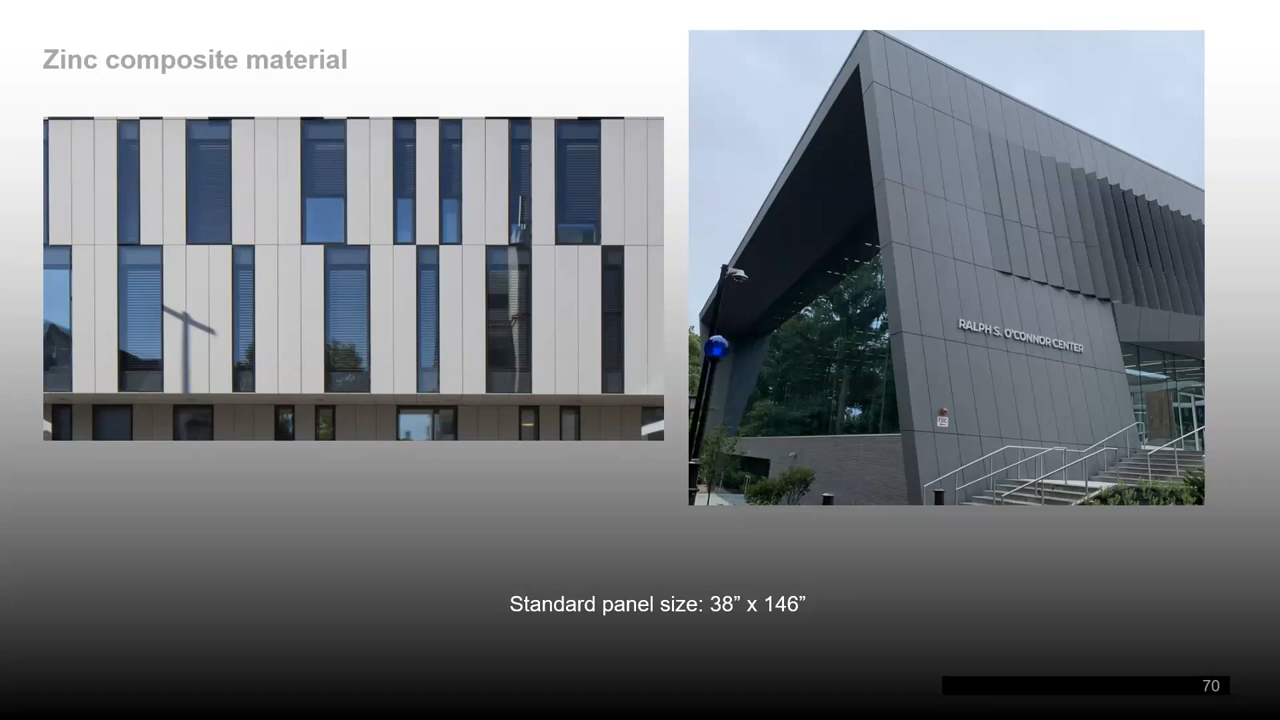 Zinc composite material
RALPH S. O'CONNOR CENTER
Standard panel size: 38” x 146”
70